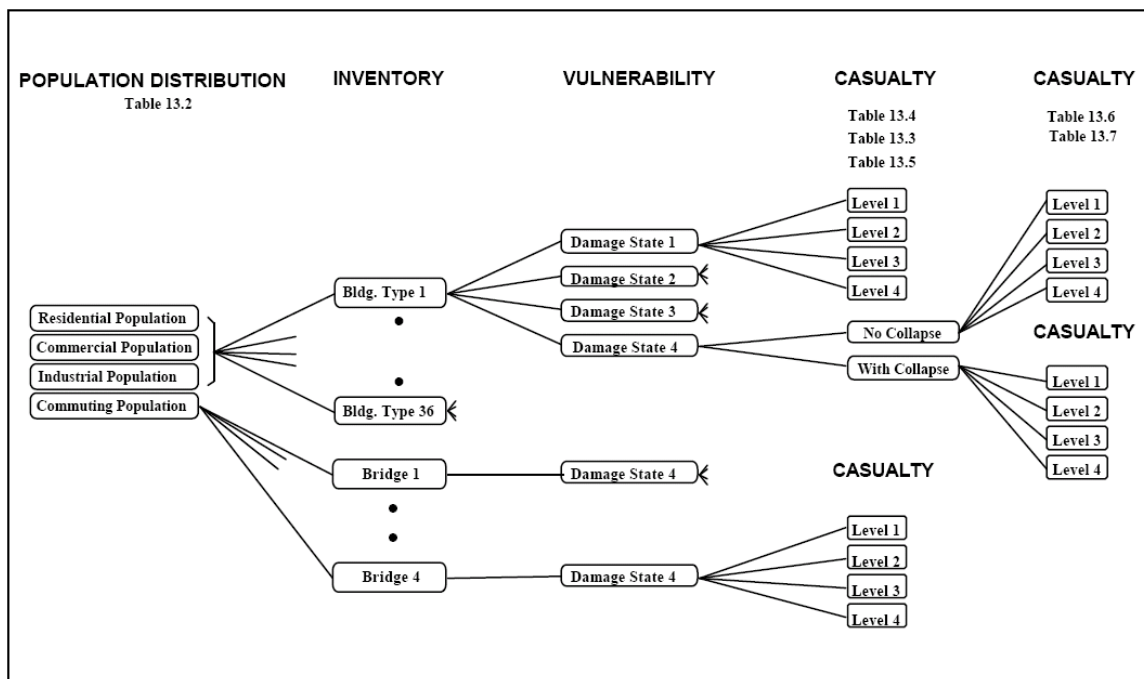 POPULATION DISTRIBUTION
Table 13.2
INVENTORY
VULNERABILITY
CASUALTY
Table 13.4
Table 13.3
Table 13.5
CASUALTY
Table 13.6
Table 13.7
Residential Population
Commercial Population
Industrial Population
Commuting Population
Bldg. Type 1
Bldg. Type 36
Bridge 1
Bridge 4
Damage State 1
Damage State 2
Damage State 3
Damage State 4
Damage State 4
Damage State 4
Level 1
Level 2
Level 3
Level 4
No Collapse
With Collapse
CASUALTY
Level 1
Level 2
Level 3
Level 4
Level 1
Level 2
Level 3
Level 4
CASUALTY
Level 1
Level 2
Level 3
Level 4